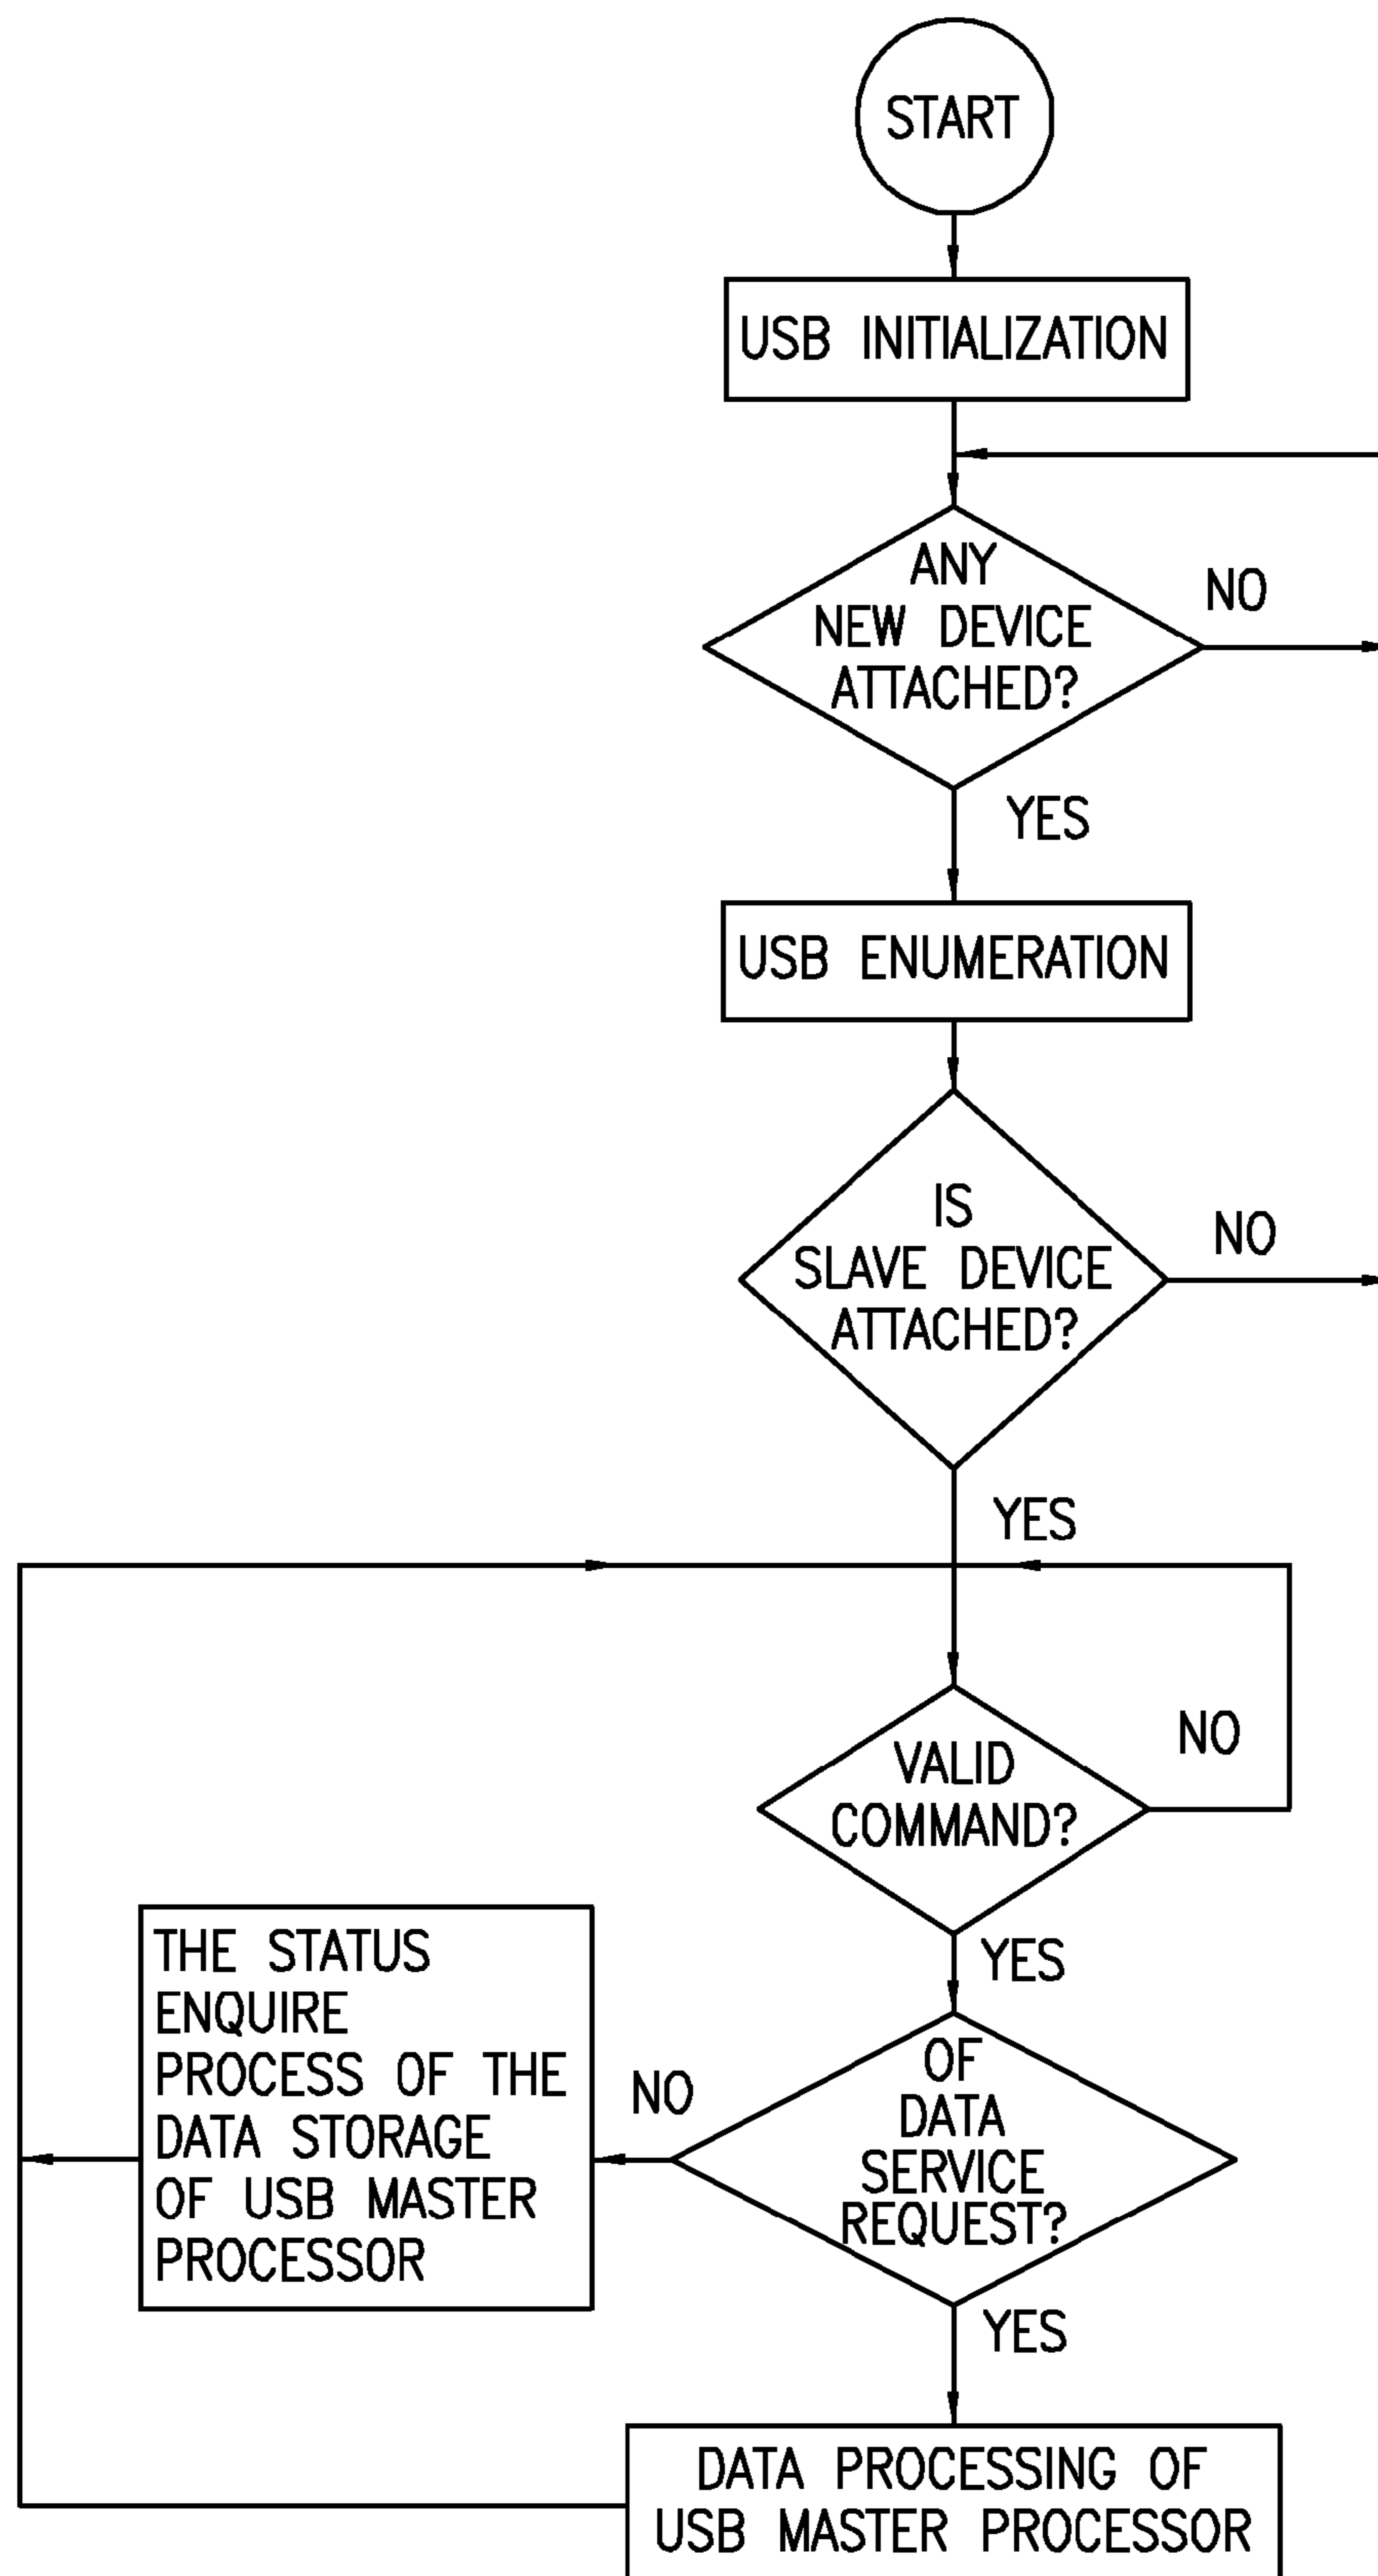 START
USB INITIALIZATION
ANY
NEW DEVICE
ATTACHED?
NO
YES
USB ENUMERATION
IS
SLAVE DEVICE
ATTACHED?
NO
YES
VALID
COMMAND?
NO
YES
THE STATUS
ENQUIRE
PROCESS OF THE
DATA STORAGE
OF USB MASTER
PROCESSOR
NO
OF
DATA
SERVICE
REQUEST?
YES
DATA PROCESSING OF
USB MASTER PROCESSOR